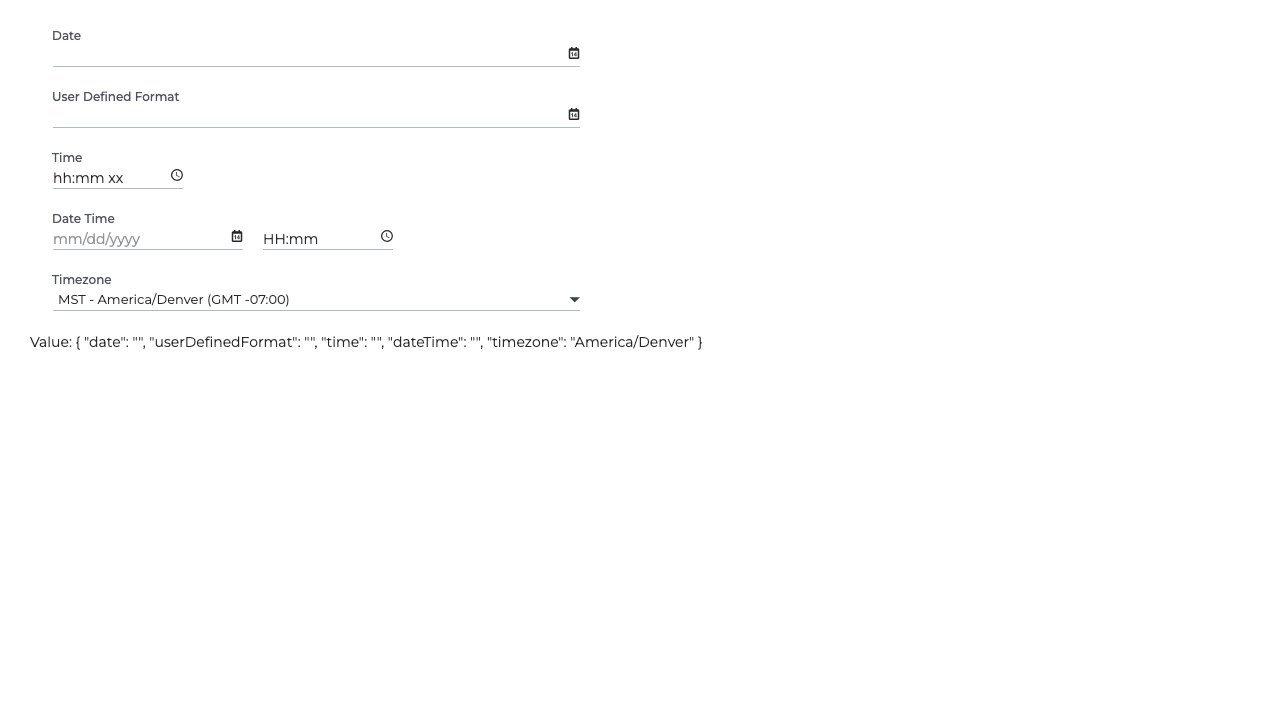 Date
User Defined Format
Time
hh:mm xx
Date Time
mm/dd/yyyy HH:mm
Timezone
MST - America/Denver (GMT -07:00)
Value: { "date": "", "userDefinedFormat": "", "time": "", "dateTime": "", "timezone": "America/Denver" }